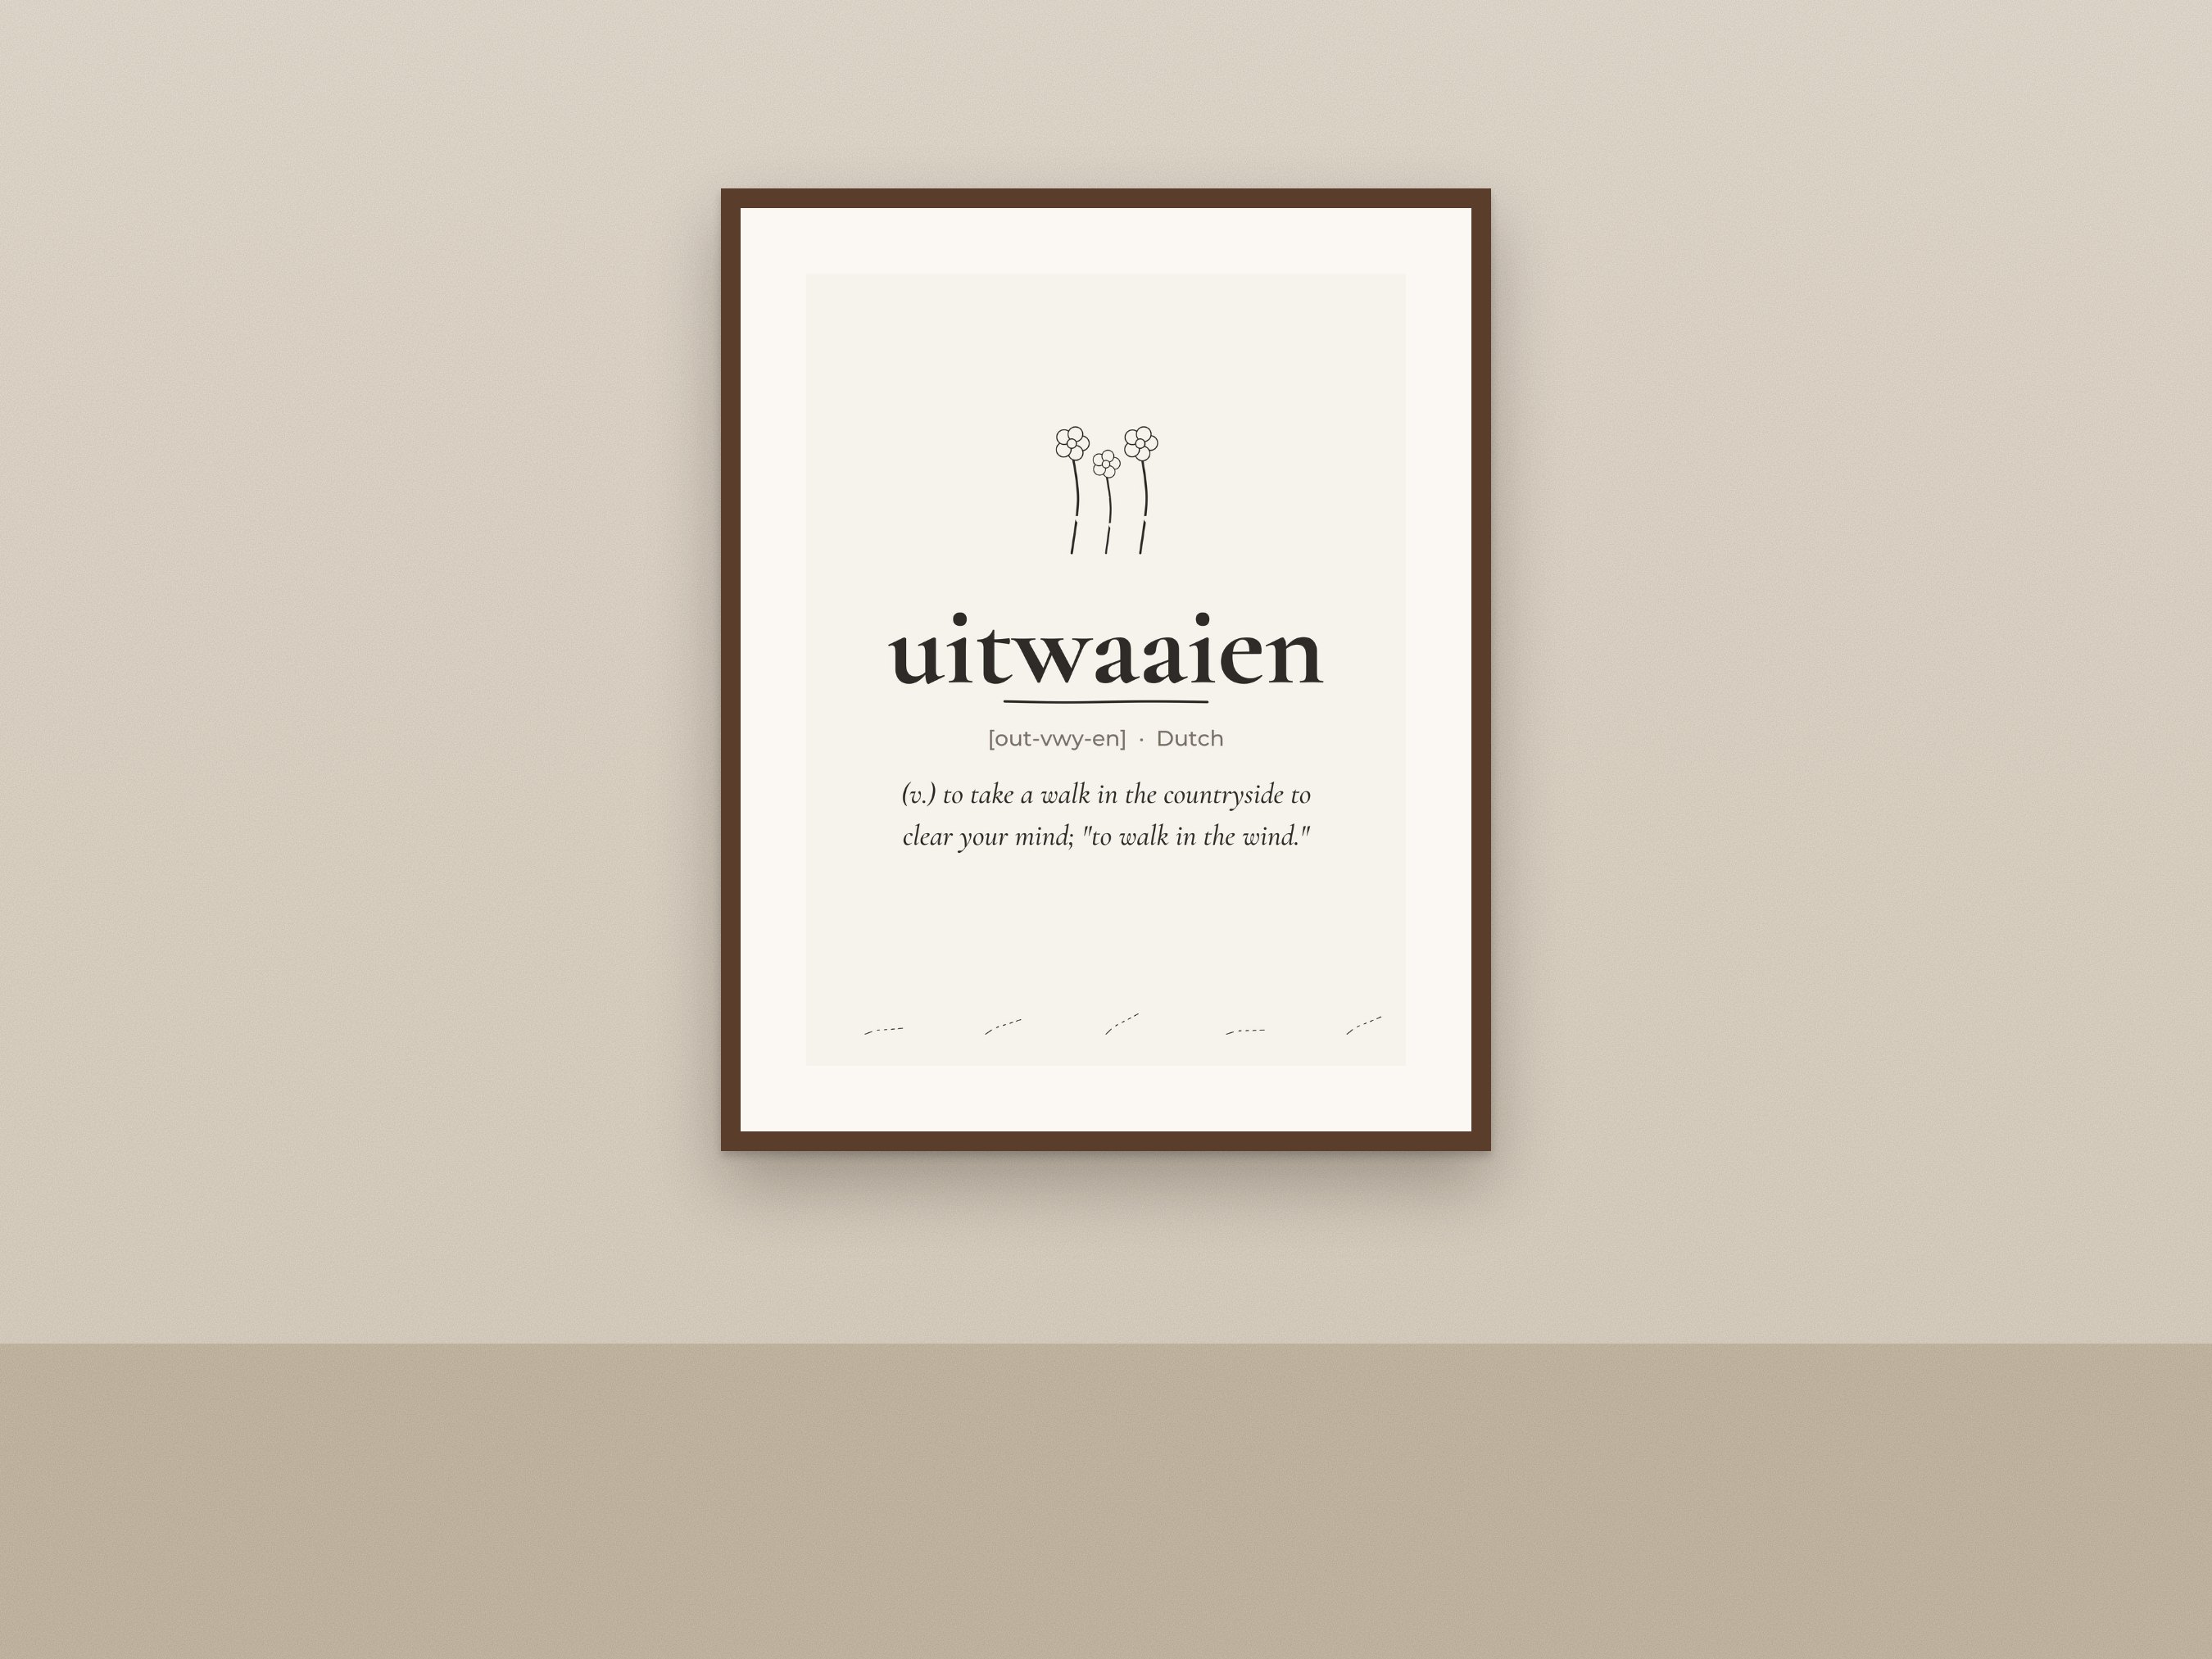 uitwaaien
[out-vwy-en] · Dutch
(v.) to take a walk in the countryside to
clear your mind; "to walk in the wind."